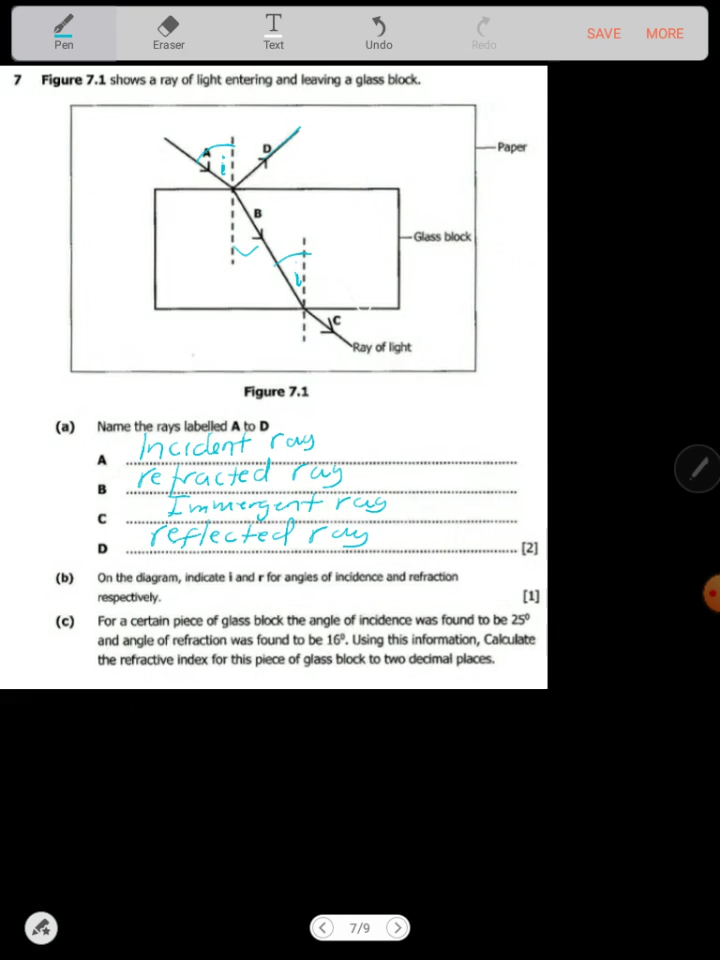 Pen Eraser Text Undo Redo SAVE MORE
7 Figure 7.1 shows a ray of light entering and leaving a glass block.
A
i
D
Paper
B
Glass block
i
C
Ray of light
Figure 7.1
(a) Name the rays labelled A to D
A Incident ray
B refracted ray
C Immergent ray
D reflected ray [2]
(b) On the diagram, indicate i and r for angles of incidence and refraction
respectively. [1]
(c) For a certain piece of glass block the angle of incidence was found to be 25⁰
and angle of refraction was found to be 16⁰. Using this information, Calculate
the refractive index for this piece of glass block to two decimal places.
7/9